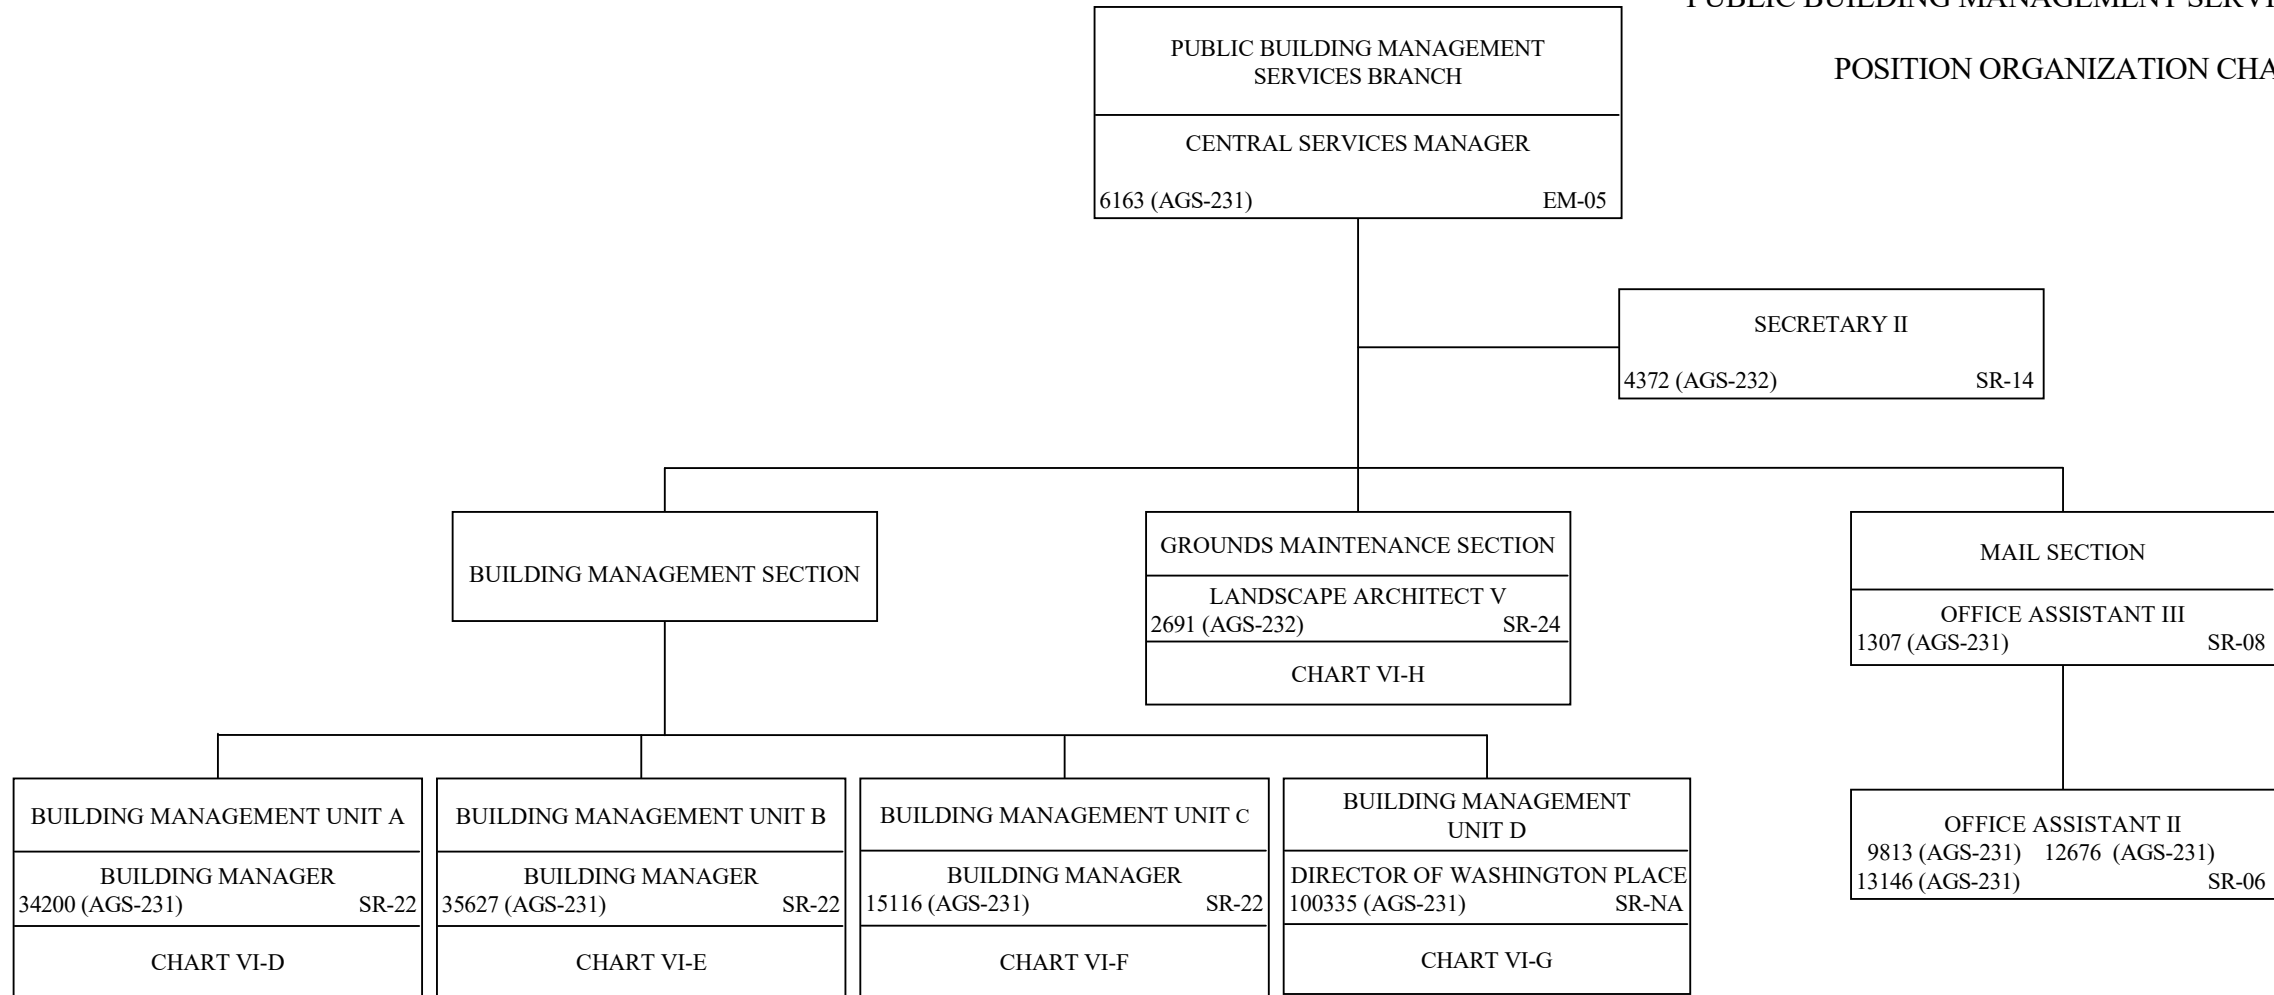 PUBLIC BUILDING MANAGEMENT
POSITION ORGANIZATION
PUBLIC BUILDING MANAGEMENT
SERVICES BRANCH
CENTRAL SERVICES MANAGER
6163 (AGS-231) EM-05
SECRETARY II
4372 (AGS-232) SR-14
BUILDING MANAGEMENT SECTION
GROUNDS MAINTENANCE SECTION
LANDSCAPE ARCHITECT V
2691 (AGS-232) SR-24
CHART VI-H
MAIL SECTION
OFFICE ASSISTANT III
1307 (AGS-231) SR-08
BUILDING MANAGEMENT UNIT A
BUILDING MANAGER
34200 (AGS-231) SR-22
CHART VI-D
BUILDING MANAGEMENT UNIT B
BUILDING MANAGER
35627 (AGS-231) SR-22
CHART VI-E
BUILDING MANAGEMENT UNIT C
BUILDING MANAGER
15116 (AGS-231) SR-22
CHART VI-F
BUILDING MANAGEMENT
UNIT D
DIRECTOR OF WASHINGTON PLACE
100335 (AGS-231) SR-NA
CHART VI-G
OFFICE ASSISTANT II
9813 (AGS-231) 12676 (AGS-231)
13146 (AGS-231) SR-06